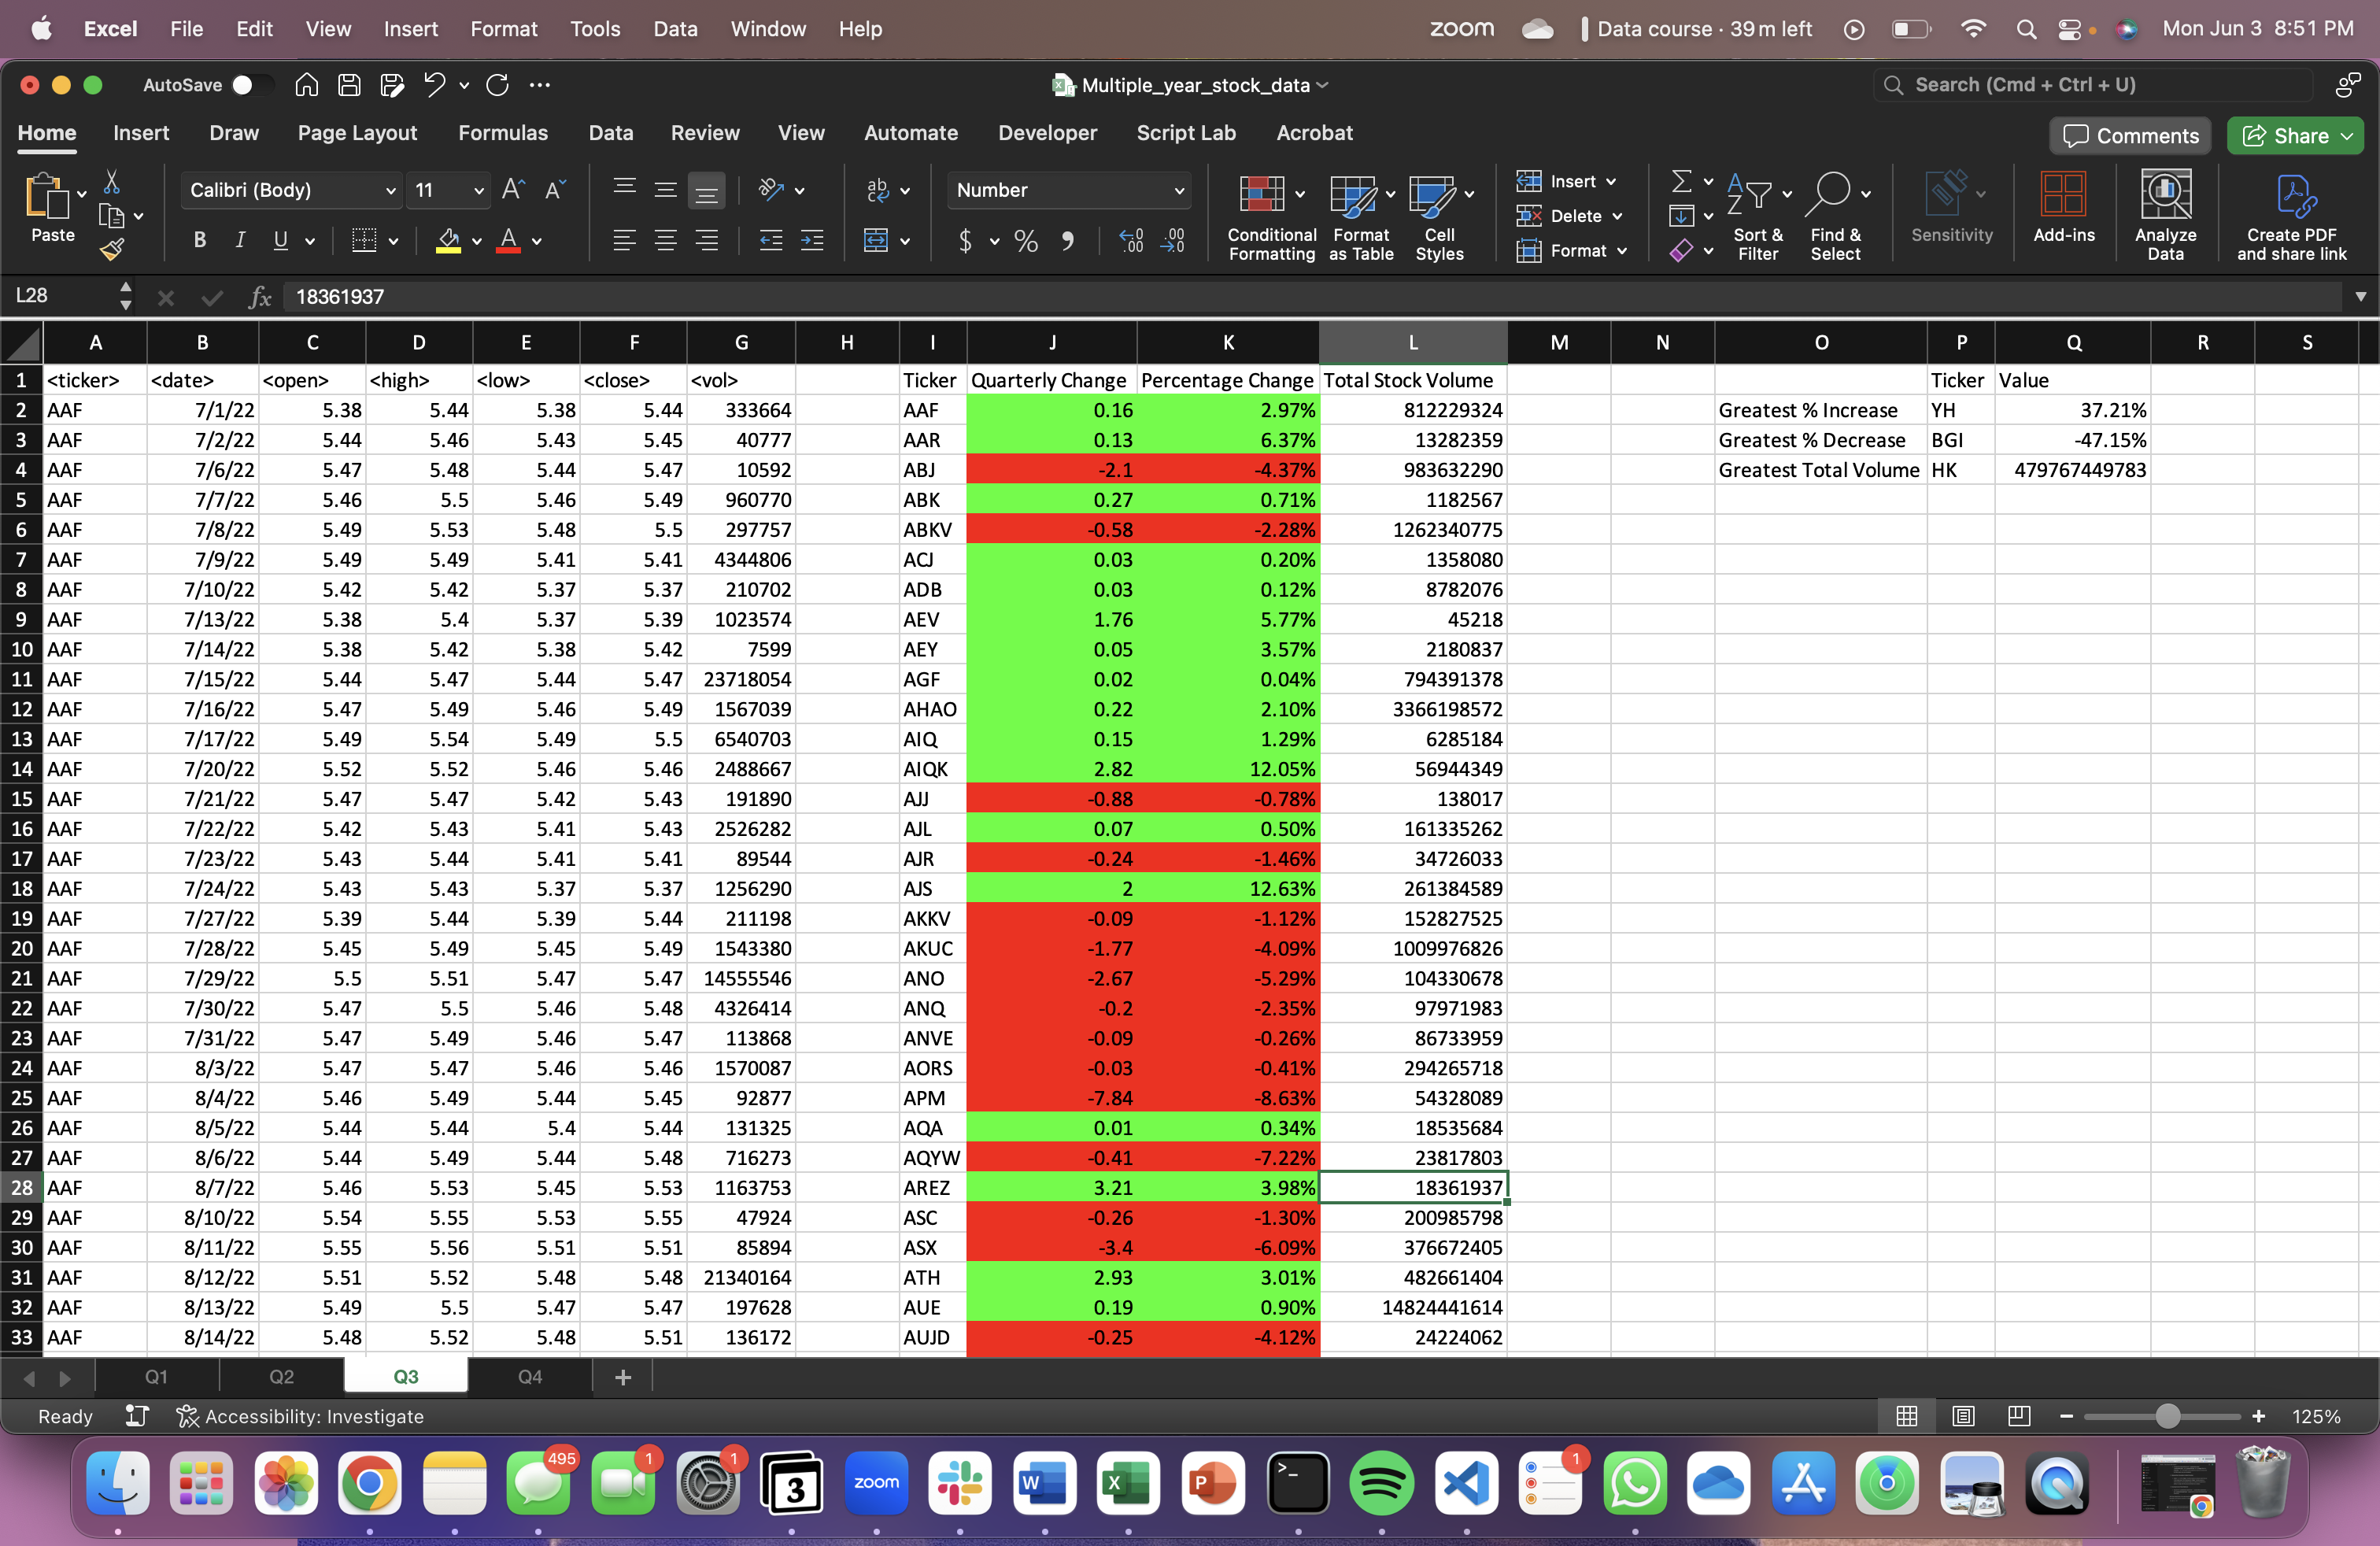 Excel File Edit View Insert Format Tools Data Window Help zoom Data course · 39 m left Mon Jun 3 8:51 PM
AutoSave Multiple_year_stock_data Search (Cmd + Ctrl + U)
Home Insert Draw Page Layout Formulas Data Review View Automate Developer Script Lab Acrobat Comments Share
Paste Calibri (Body) 11 A A ab Number Insert Delete Format
B I U A $ % .00 .00
Conditional Formatting Format as Table Cell Styles Sort & Filter Find & Select Sensitivity Add-ins Analyze Data Create PDF and share link
L28 fx 18361937
A B C D E F G H I J K L M N O P Q R S
1 <ticker> <date> <open> <high> <low> <close> <vol> Ticker Quarterly Change Percentage Change Total Stock Volume Ticker Value
2 AAF 7/1/22 5.38 5.44 5.38 5.44 333664 AAF 0.16 2.97% 812229324 Greatest % Increase YH 37.21%
3 AAF 7/2/22 5.44 5.46 5.43 5.45 40777 AAR 0.13 6.37% 13282359 Greatest % Decrease BGI -47.15%
4 AAF 7/6/22 5.47 5.48 5.44 5.47 10592 ABJ -2.1 -4.37% 983632290 Greatest Total Volume HK 479767449783
5 AAF 7/7/22 5.46 5.5 5.46 5.49 960770 ABK 0.27 0.71% 1182567
6 AAF 7/8/22 5.49 5.53 5.48 5.5 297757 ABKV -0.58 -2.28% 1262340775
7 AAF 7/9/22 5.49 5.49 5.41 5.41 4344806 ACJ 0.03 0.20% 1358080
8 AAF 7/10/22 5.42 5.42 5.37 5.37 210702 ADB 0.03 0.12% 8782076
9 AAF 7/13/22 5.38 5.4 5.37 5.39 1023574 AEV 1.76 5.77% 45218
10 AAF 7/14/22 5.38 5.42 5.38 5.42 7599 AEY 0.05 3.57% 2180837
11 AAF 7/15/22 5.44 5.47 5.44 5.47 23718054 AGF 0.02 0.04% 794391378
12 AAF 7/16/22 5.47 5.49 5.46 5.49 1567039 AHAO 0.22 2.10% 3366198572
13 AAF 7/17/22 5.49 5.54 5.49 5.5 6540703 AIQ 0.15 1.29% 6285184
14 AAF 7/20/22 5.52 5.52 5.46 5.46 2488667 AIQK 2.82 12.05% 56944349
15 AAF 7/21/22 5.47 5.47 5.42 5.43 191890 AJJ -0.88 -0.78% 138017
16 AAF 7/22/22 5.42 5.43 5.41 5.43 2526282 AJL 0.07 0.50% 161335262
17 AAF 7/23/22 5.43 5.44 5.41 5.41 89544 AJR -0.24 -1.46% 34726033
18 AAF 7/24/22 5.43 5.43 5.37 5.37 1256290 AJS 2 12.63% 261384589
19 AAF 7/27/22 5.39 5.44 5.39 5.44 211198 AKKV -0.09 -1.12% 152827525
20 AAF 7/28/22 5.45 5.49 5.45 5.49 1543380 AKUC -1.77 -4.09% 1009976826
21 AAF 7/29/22 5.5 5.51 5.47 5.47 14555546 ANO -2.67 -5.29% 104330678
22 AAF 7/30/22 5.47 5.5 5.46 5.48 4326414 ANQ -0.2 -2.35% 97971983
23 AAF 7/31/22 5.47 5.49 5.46 5.47 113868 ANVE -0.09 -0.26% 86733959
24 AAF 8/3/22 5.47 5.47 5.46 5.46 1570087 AORS -0.03 -0.41% 294265718
25 AAF 8/4/22 5.46 5.49 5.44 5.45 92877 APM -7.84 -8.63% 54328089
26 AAF 8/5/22 5.44 5.44 5.4 5.44 131325 AQA 0.01 0.34% 18535684
27 AAF 8/6/22 5.44 5.49 5.44 5.48 716273 AQYW -0.41 -7.22% 23817803
28 AAF 8/7/22 5.46 5.53 5.45 5.53 1163753 AREZ 3.21 3.98% 18361937
29 AAF 8/10/22 5.54 5.55 5.53 5.55 47924 ASC -0.26 -1.30% 200985798
30 AAF 8/11/22 5.55 5.56 5.51 5.51 85894 ASX -3.4 -6.09% 376672405
31 AAF 8/12/22 5.51 5.52 5.48 5.48 21340164 ATH 2.93 3.01% 482661404
32 AAF 8/13/22 5.49 5.5 5.47 5.47 197628 AUE 0.19 0.90% 14824441614
33 AAF 8/14/22 5.48 5.52 5.48 5.51 136172 AUJD -0.25 -4.12% 24224062
Q1 Q2 Q3 Q4 +
Ready Accessibility: Investigate 125%
495 1 1 3 zoom W X P 1